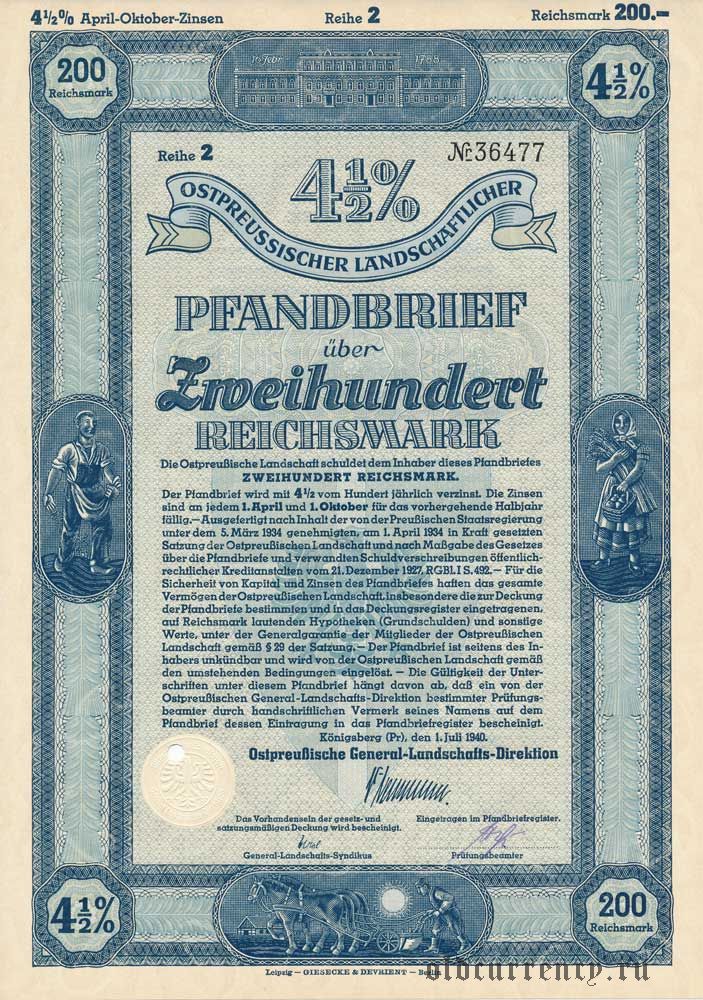 4½% April-Oktober-Zinsen Reihe 2 Reichsmark 200.–
200 Reichsmark
16 Febr 1788
4½%
Reihe 2 № 36477
4½%
OSTPREUSSISCHER LANDSCHAFTLICHER
PFANDBRIEF
über
Zweihundert
REICHSMARK
Die Ostpreußische Landschaft schuldet dem Inhaber dieses Pfandbriefes
ZWEIHUNDERT REICHSMARK.
Der Pfandbrief wird mit 4½ vom Hundert jährlich verzinst. Die Zinsen
sind an jedem 1. April und 1. Oktober für das vorhergehende Halbjahr
fällig.–Ausgefertigt nach Inhalt der von der Preußischen Staatsregierung
unter dem 5. März 1934 genehmigten, am 1. April 1934 in Kraft gesetzten
Satzung der Ostpreußischen Landschaft und nach Maßgabe des Gesetzes
über die Pfandbriefe und verwandten Schuldverschreibungen öffentlich-
rechtlicher Kreditanstalten vom 21. Dezember 1927, RGBl. I S. 492.– Für die
Sicherheit von Kapital und Zinsen des Pfandbriefes haften das gesamte
Vermögen der Ostpreußischen Landschaft, insbesondere die zur Deckung
der Pfandbriefe bestimmten und in das Deckungsregister eingetragenen,
auf Reichsmark lautenden Hypotheken (Grundschulden) und sonstige
Werte, unter der Generalgarantie der Mitglieder der Ostpreußischen
Landschaft gemäß § 29 der Satzung.– Der Pfandbrief ist seitens des In-
habers unkündbar und wird von der Ostpreußischen Landschaft gemäß
den umstehenden Bedingungen eingelöst. – Die Gültigkeit der Unter-
schriften unter diesem Pfandbrief hängt davon ab, daß ein von der
Ostpreußischen General-Landschafts-Direktion bestimmter Prüfungs-
beamter durch handschriftlichen Vermerk seines Namens auf dem
Pfandbrief dessen Eintragung in das Pfandbriefregister bescheinigt.
Königsberg (Pr), den 1. Juli 1940.
Ostpreußische General-Landschafts-Direktion
Das Vorhandensein der gesetz- und
satzungsmäßigen Deckung wird bescheinigt.
Eingetragen im Pfandbriefregister.
General-Landschafts-Syndikus
Prüfungsbeamter
4½%
200 Reichsmark
Leipzig – GIESECKE & DEVRIENT – Berlin
oldcurrency.ru